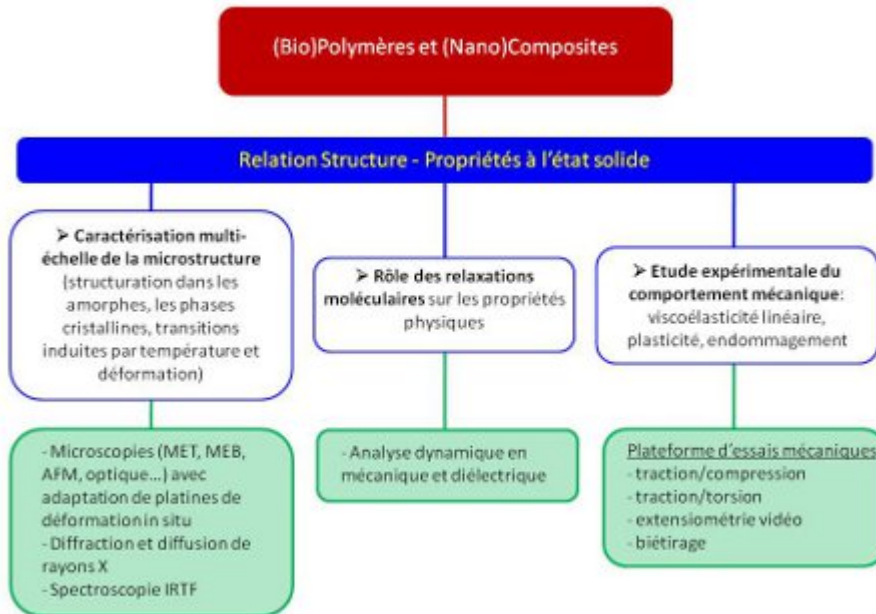 (Bio)Polymères et (Nano)Composites
Relation Structure - Propriétés à l'état solide
➢ Caractérisation multi-
échelle de la microstructure
(structuration dans les
amorphes, les phases
cristallines, transitions
induites par température et
déformation)
➢ Rôle des relaxations
moléculaires sur les propriétés
physiques
➢ Etude expérimentale du
comportement mécanique:
viscoélasticité linéaire,
plasticité, endommagement
- Microscopies (MET, MEB,
AFM, optique...) avec
adaptation de platines de
déformation in situ
- Diffraction et diffusion de
rayons X
- Spectroscopie IRTF
- Analyse dynamique en
mécanique et diélectrique
Plateforme d'essais mécaniques
- traction/compression
- traction/torsion
- extensiométrie vidéo
- biétirage